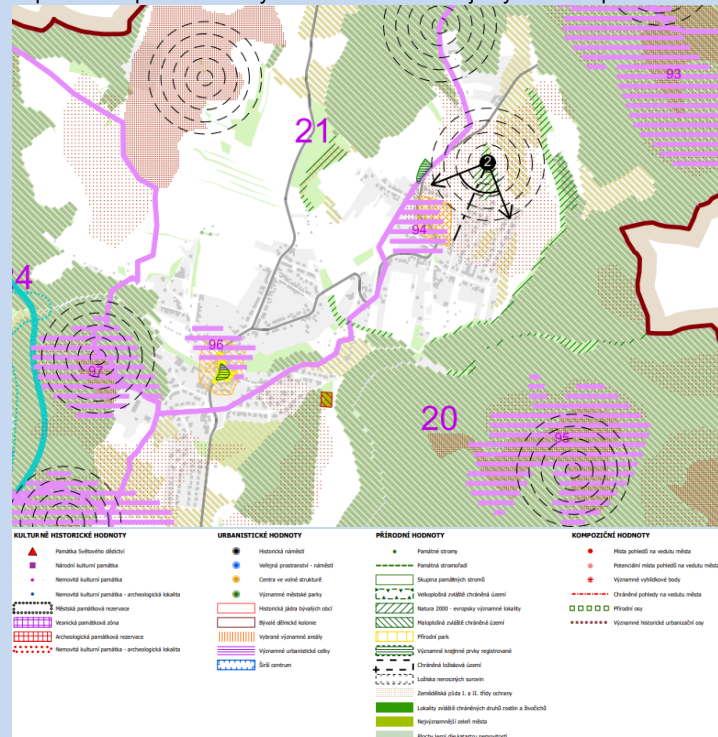 93
21
2
94
4
96
97
20
95
KULTURNĚ HISTORICKÉ HODNOTY
Památka Světového dědictví
Národní kulturní památka
Nemovitá kulturní památka
Nemovitá kulturní památka - archeologická lokalita
Městská památková rezervace
Vesnická památková zóna
Archeologická památková rezervace
Nemovitá kulturní památka - archeologická lokalita
URBANISTICKÉ HODNOTY
Historická náměstí
Veřejná prostranství - náměstí
Centra ve volné struktuře
Významné městské parky
Historická jádra bývalých obcí
Bývalé dělnické kolonie
Vybrané významné areály
Významné urbanistické celky
Širší centrum
PŘÍRODNÍ HODNOTY
Památné stromy
Památné stromořadí
Skupina památných stromů
Velkoplošná zvláště chráněná území
Natura 2000 - evropsky významné lokality
Maloplošné zvláště chráněná území
Přírodní park
Významné krajinné prvky registrované
Chráněné ložiskové území
Ložiska nerostných surovin
Zemědělská půda I. a II. třídy ochrany
Lokality zvláště chráněných druhů rostlin a živočichů
Nejvýznamnější zeleň města
KOMPOZIČNÍ HODNOTY
Místa pohledů na vedutu města
Potenciální místa pohledů na vedutu města
Významné vyhlídkové body
Chráněné pohledy na vedutu města
Přírodní osy
Významné historické urbanizační osy